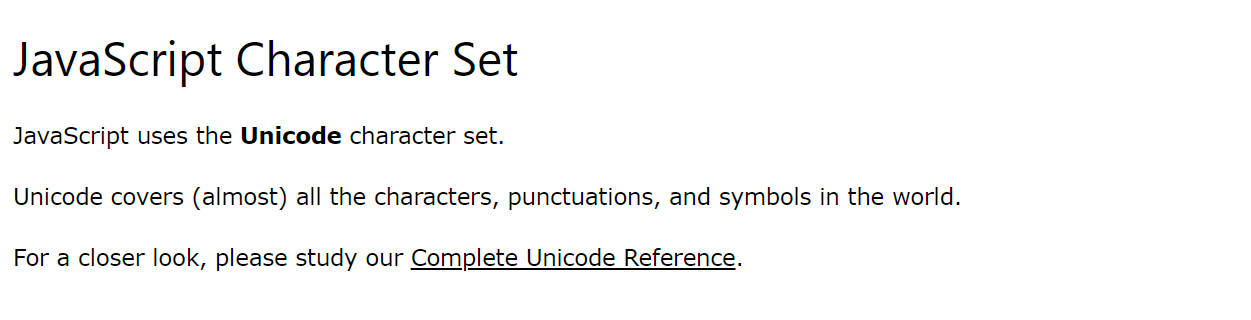 JavaScript Character Set
JavaScript uses the Unicode character set.
Unicode covers (almost) all the characters, punctuations, and symbols in the world.
For a closer look, please study our Complete Unicode Reference.